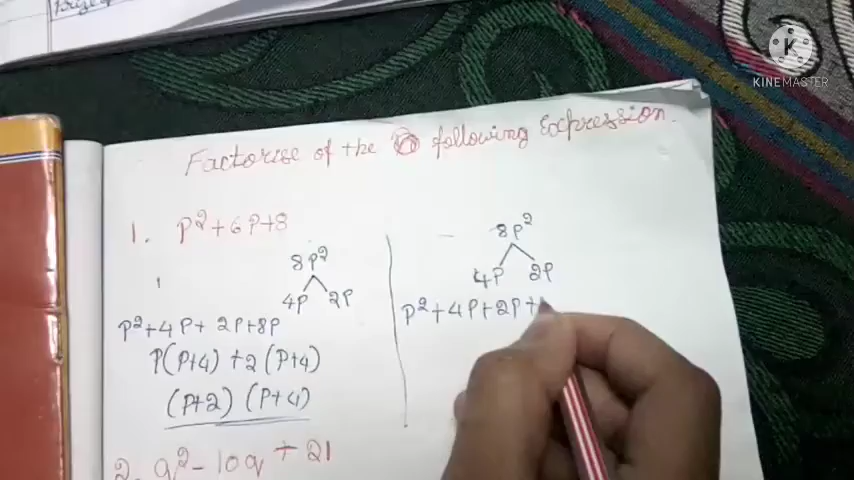 KINEMASTER
Factorise of the following Expression.
1. p²+6p+8
8p²
4p 2p
p²+4p+2p+8p
p(p+4)+2(p+4)
(p+2)(p+4)
8p²
4p 2p
p²+4p+2p+
2. q²-10q+21